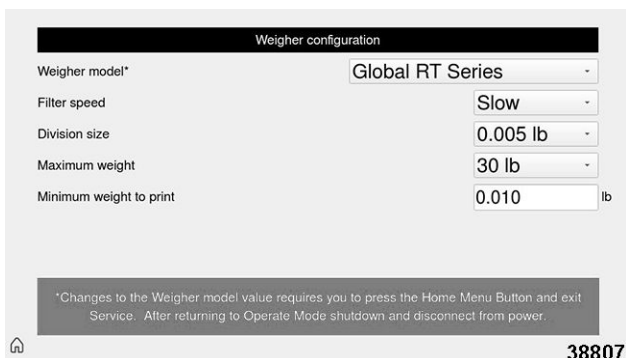 Weigher configuration
Weigher model* Global RT Series
Filter speed Slow
Division size 0.005 lb
Maximum weight 30 lb
Minimum weight to print 0.010 lb
*Changes to the Weigher model value requires you to press the Home Menu Button and exit
Service. After returning to Operate Mode shutdown and disconnect from power.
38807